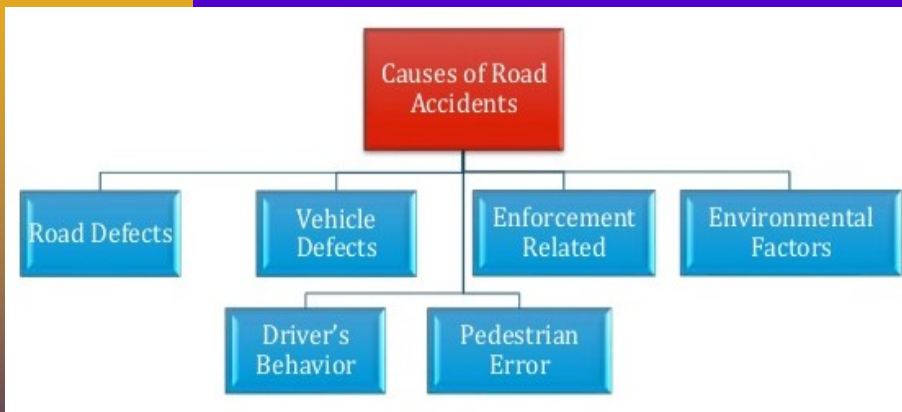 Causes of Road
Accidents
Road Defects
Vehicle
Defects
Enforcement
Related
Environmental
Factors
Driver's
Behavior
Pedestrian
Error